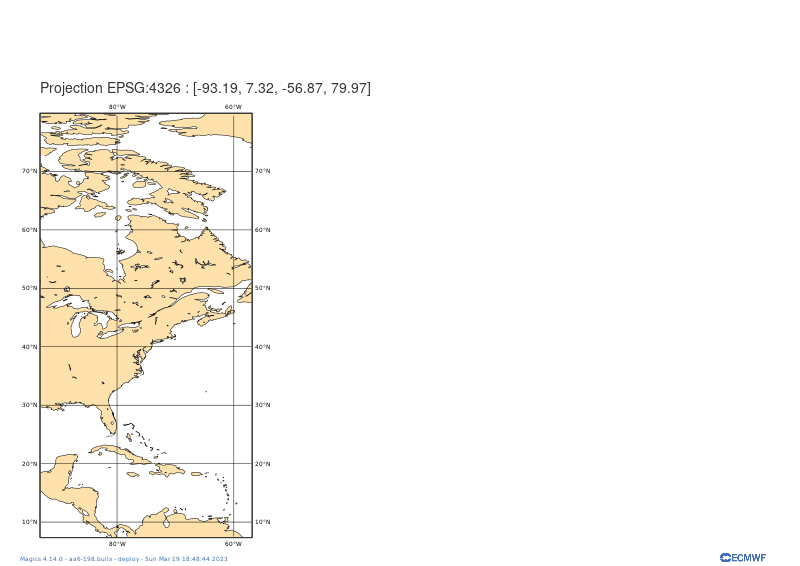 Projection EPSG:4326 : [-93.19, 7.32, -56.87, 79.97]
80°W 60°W
70°N 70°N
60°N 60°N
50°N 50°N
40°N 40°N
30°N 30°N
20°N 20°N
10°N 10°N
80°W 60°W
Magics 4.14.0 - aa6-198.bullx - deploy - Sun Mar 19 18:48:44 2023
ECMWF